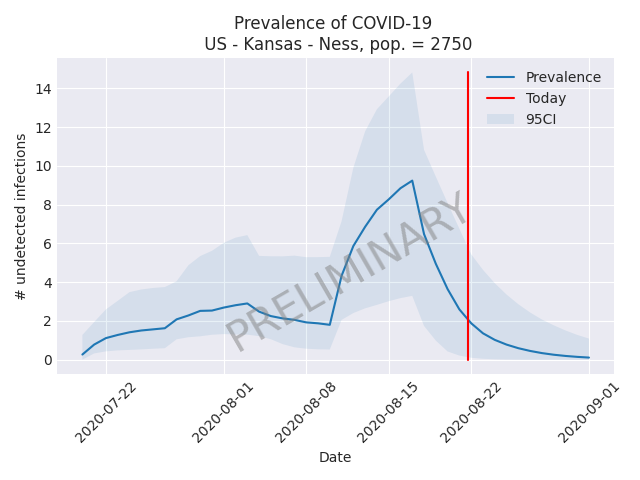 Prevalence of COVID-19
US - Kansas - Ness, pop. = 2750
Prevalence
Today
95CI
14
12
10
8
6
4
2
0
# undetected infections
PRELIMINARY
2020-07-22
2020-08-01
2020-08-08
2020-08-15
2020-08-22
2020-09-01
Date